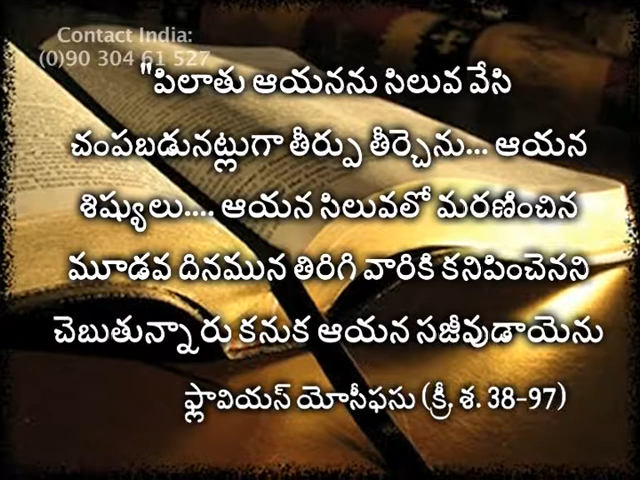 Contact India:
(0)90 304 61 527
"పిలాతు ఆయనను సిలువ వేసి
చంపబడునట్లుగా తీర్పు తీర్చెను... ఆయన
శిష్యులు.... ఆయన సిలువలో మరణించిన
మూడవ దినమున తిరిగి వారికి కనిపించెనని
చెబుతున్నారు కనుక ఆయన సజీవుడాయెను
ఫ్లావియస్ యోసీఫసు (క్రీ. శ. 38-97)